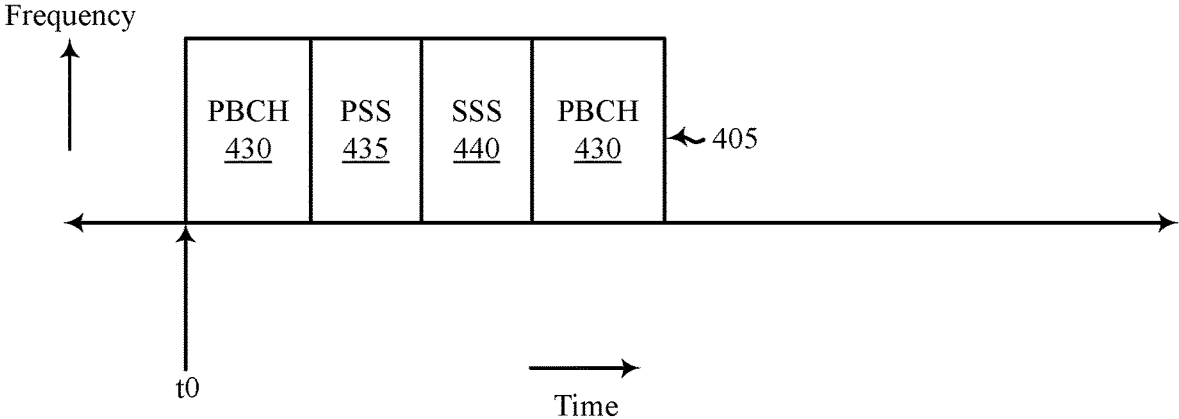 Frequency
PBCH PSS SSS PBCH
430 435 440 430
405
t0
Time